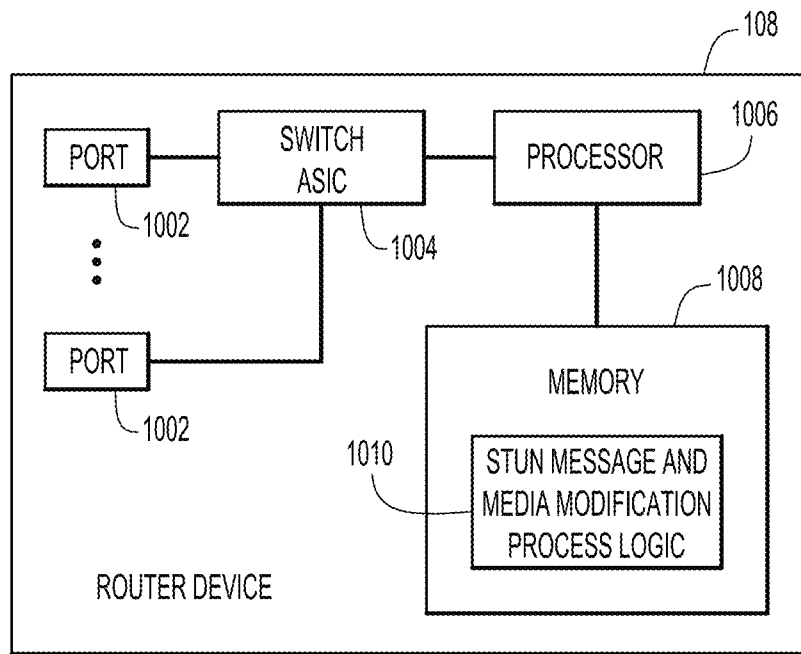 108
PORT
1002
SWITCH
ASIC
1004
PROCESSOR
1006
PORT
1002
1008
MEMORY
1010
STUN MESSAGE AND
MEDIA MODIFICATION
PROCESS LOGIC
ROUTER DEVICE